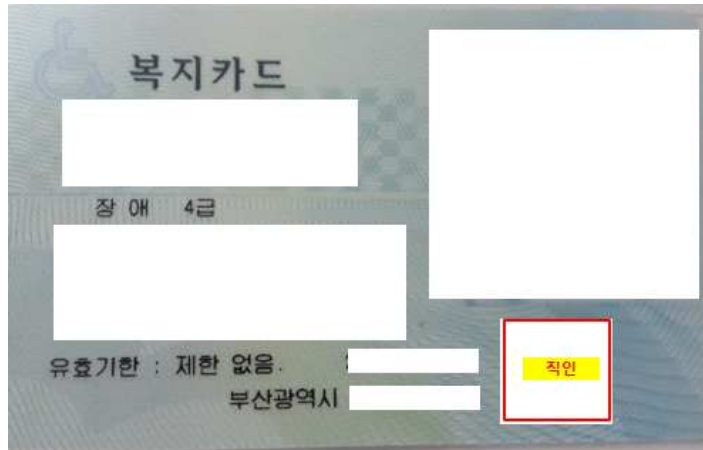 복지카드
장 애 4급
유효기한 : 제한 없음.
부산광역시
직인